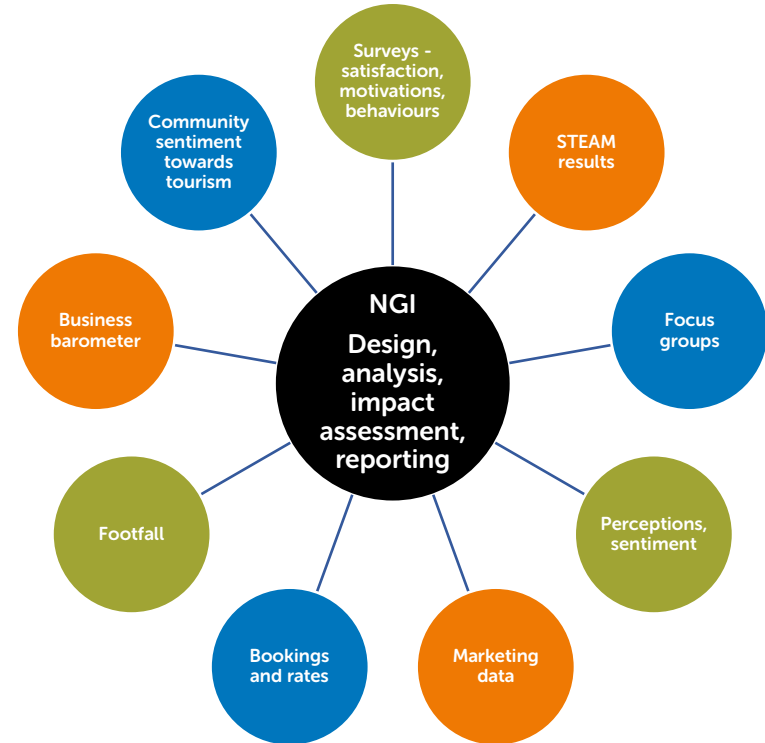 Surveys -
satisfaction,
motivations,
behaviours
STEAM
results
Focus
groups
Perceptions,
sentiment
Marketing
data
Bookings
and rates
Footfall
Business
barometer
Community
sentiment
towards
tourism
NGI
Design,
analysis,
impact
assessment,
reporting